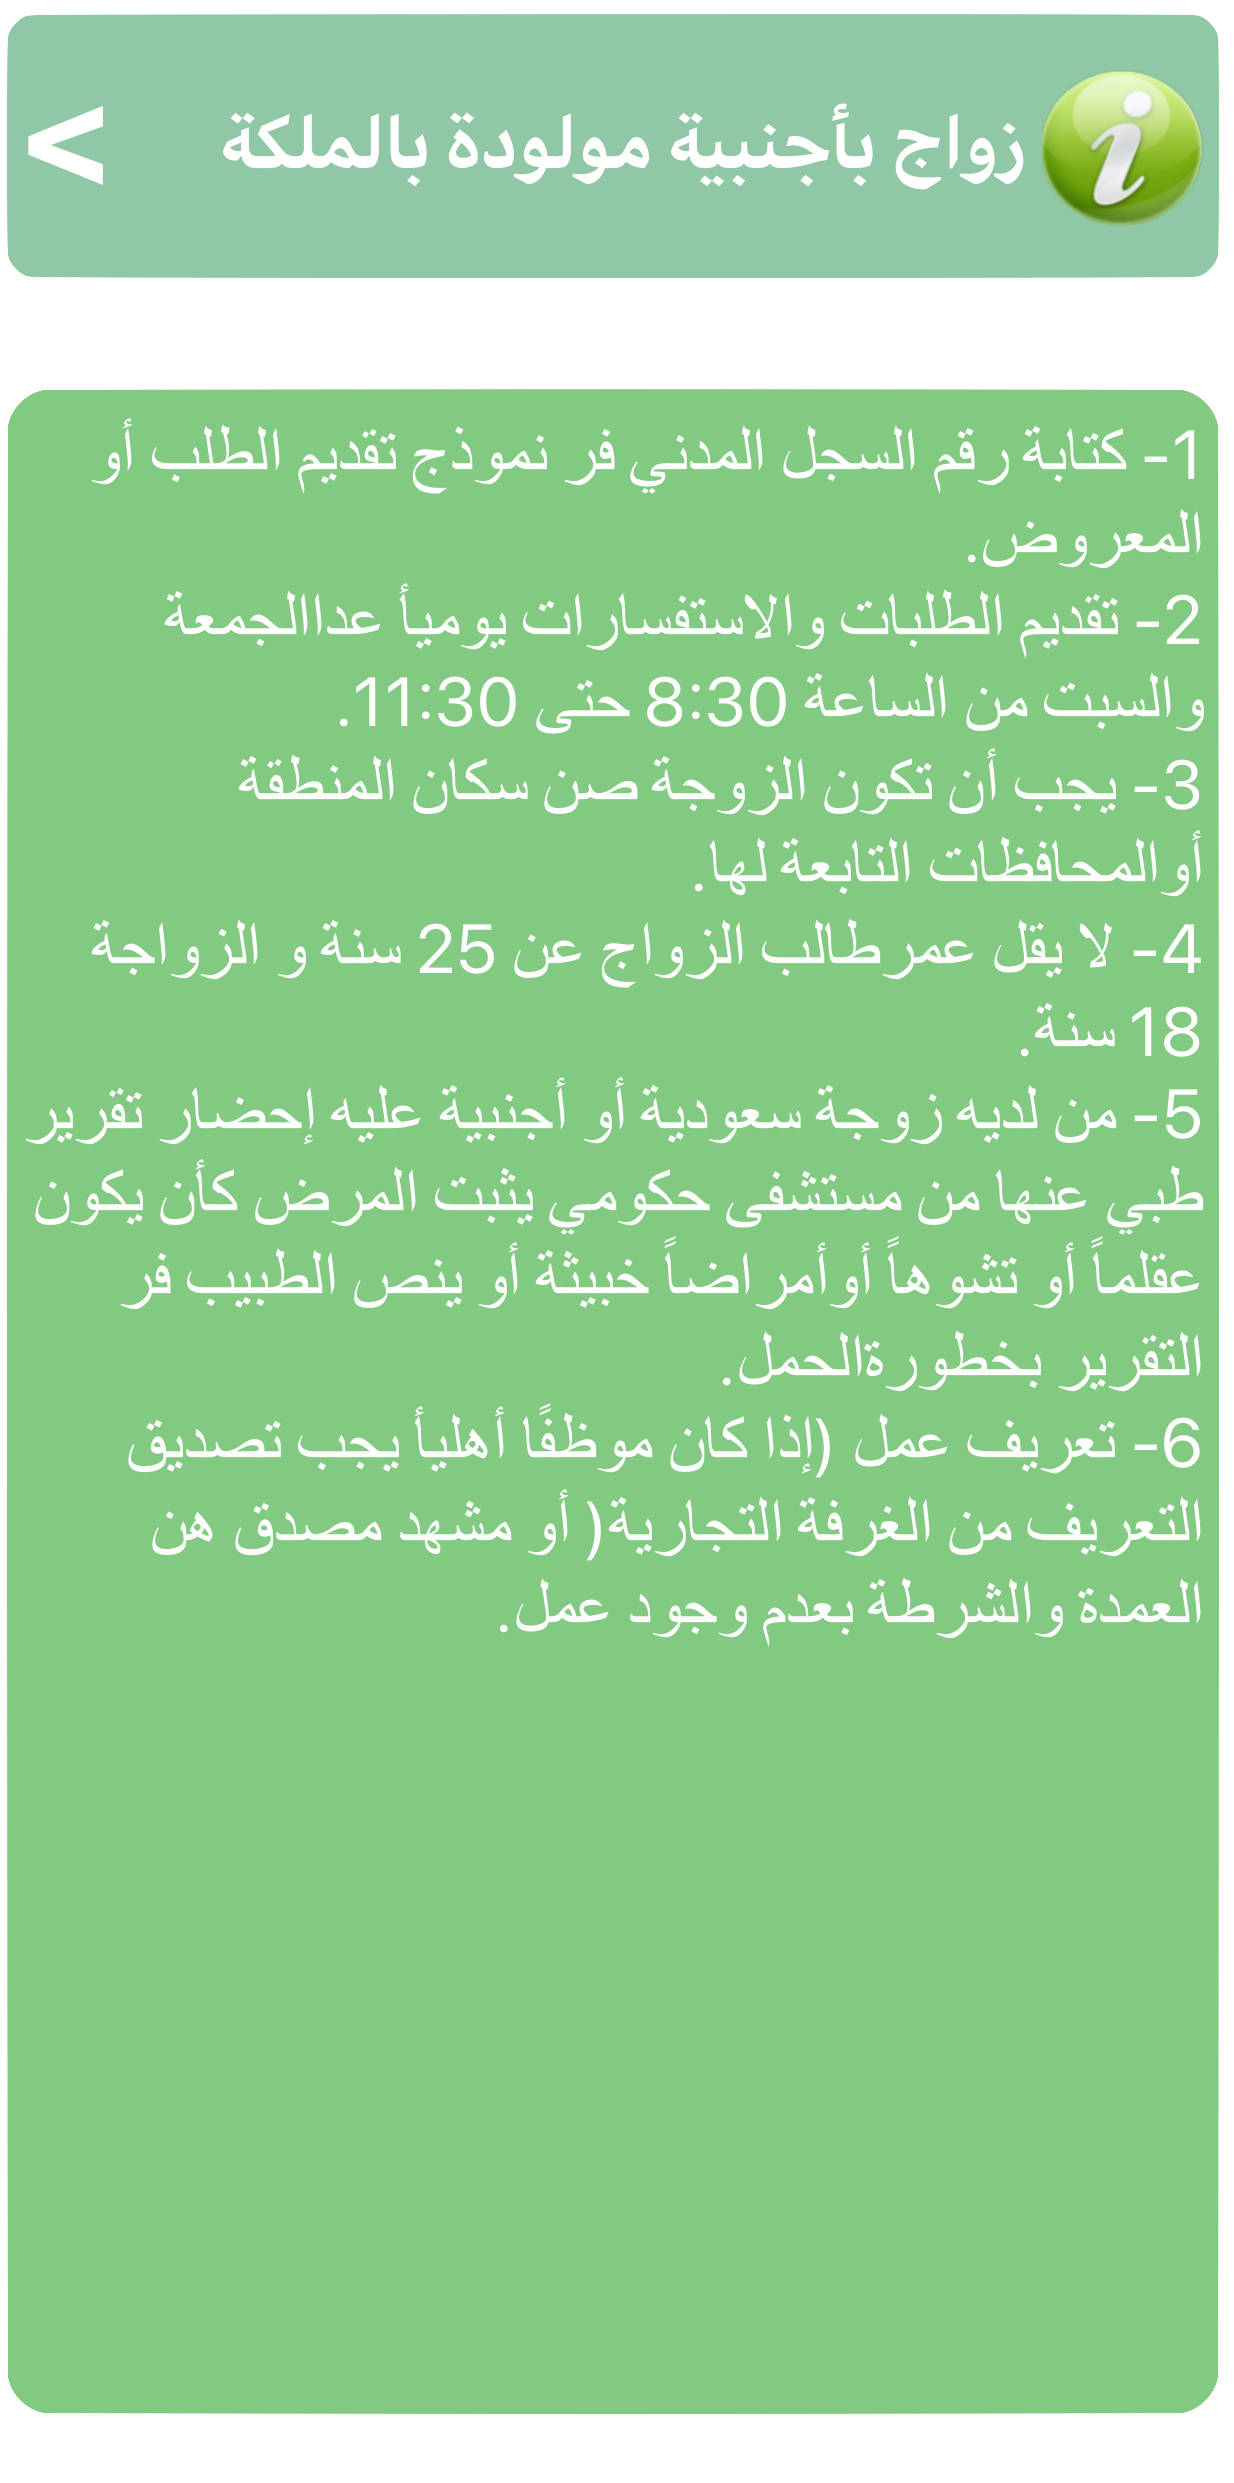 زواج بأجنبية مولودة بالملكة
<
1- كتابة رقم السجل المدني فر نموذج تقديم الطلب أو
المعروض.
2- تقديم الطلبات والاستفسارات يوميأ عداالجمعة
والسبت من الساعة 8:30 حتى 11:30.
3- يجب أن تكون الزوجة صن سكان المنطقة
أوالمحافظات التابعة لها.
4- لا يقل عمرطالب الزواج عن 25 سنة و الزواجة
18 سنة.
5- من لديه زوجة سعودية أو أجنبية عليه إحضار تقرير
طبي عنها من مستشفى حكومي يثبت المرض كأن يكون
عقلماً أو تشوهاً أوأمراضاً خبيثة أو ينص الطبيب فر
التقرير بخطورةالحمل.
6- تعريف عمل (إذا كان موظفًا أهليأ يجب تصديق
التعريف من الغرفة التجارية( أو مشهد مصدق هن
العمدة والشرطة بعدم وجود عمل.